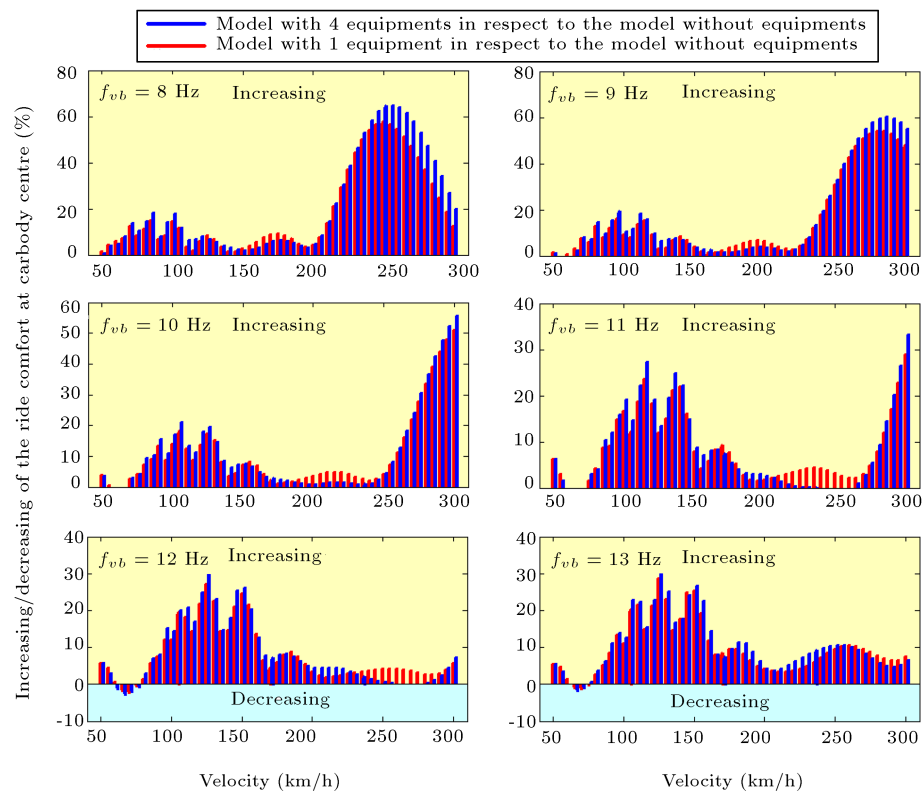 Model with 4 equipments in respect to the model without equipments
Model with 1 equipment in respect to the model without equipments
Increasing/decreasing of the ride comfort at carbody centre (%)
80
60
40
20
0
f_vb = 8 Hz Increasing
50 100 150 200 250 300
80
60
40
20
0
f_vb = 9 Hz Increasing
50 100 150 200 250 300
60
50
40
30
20
10
0
f_vb = 10 Hz Increasing
50 100 150 200 250 300
40
30
20
10
0
f_vb = 11 Hz Increasing
50 100 150 200 250 300
40
30
20
10
0
-10
f_vb = 12 Hz Increasing
Decreasing
50 100 150 200 250 300
Velocity (km/h)
40
30
20
10
0
-10
f_vb = 13 Hz Increasing
Decreasing
50 100 150 200 250 300
Velocity (km/h)